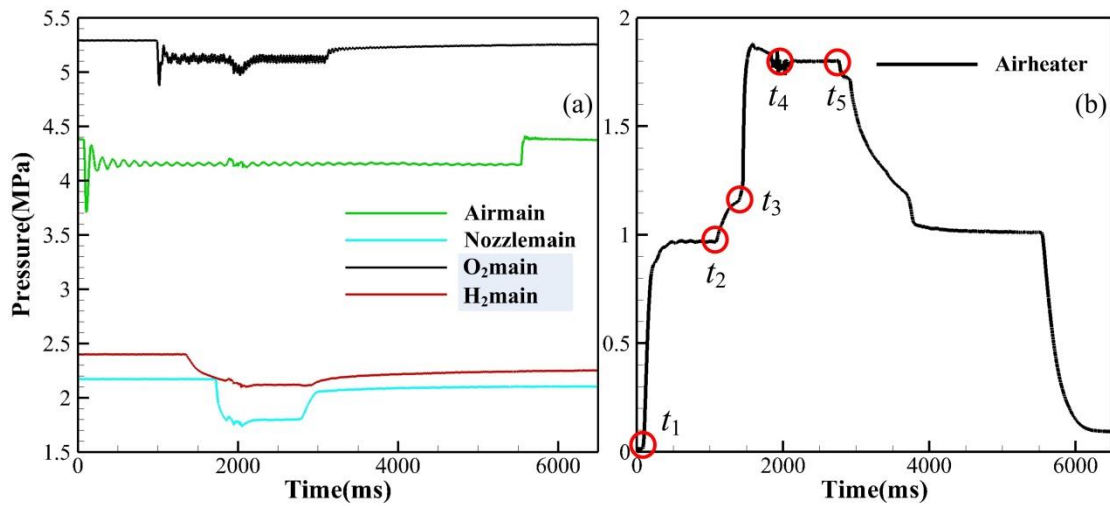 5.5
5
4.5
4
3.5
3
2.5
2
1.5
Pressure(MPa)
0
2000
4000
6000
Time(ms)
(a)
Airmain
Nozzlemain
O₂main
H₂main
2
1.5
1
0.5
0
0
2000
4000
6000
Time(ms)
Airheater
(b)
t₁
t₂
t₃
t₄
t₅